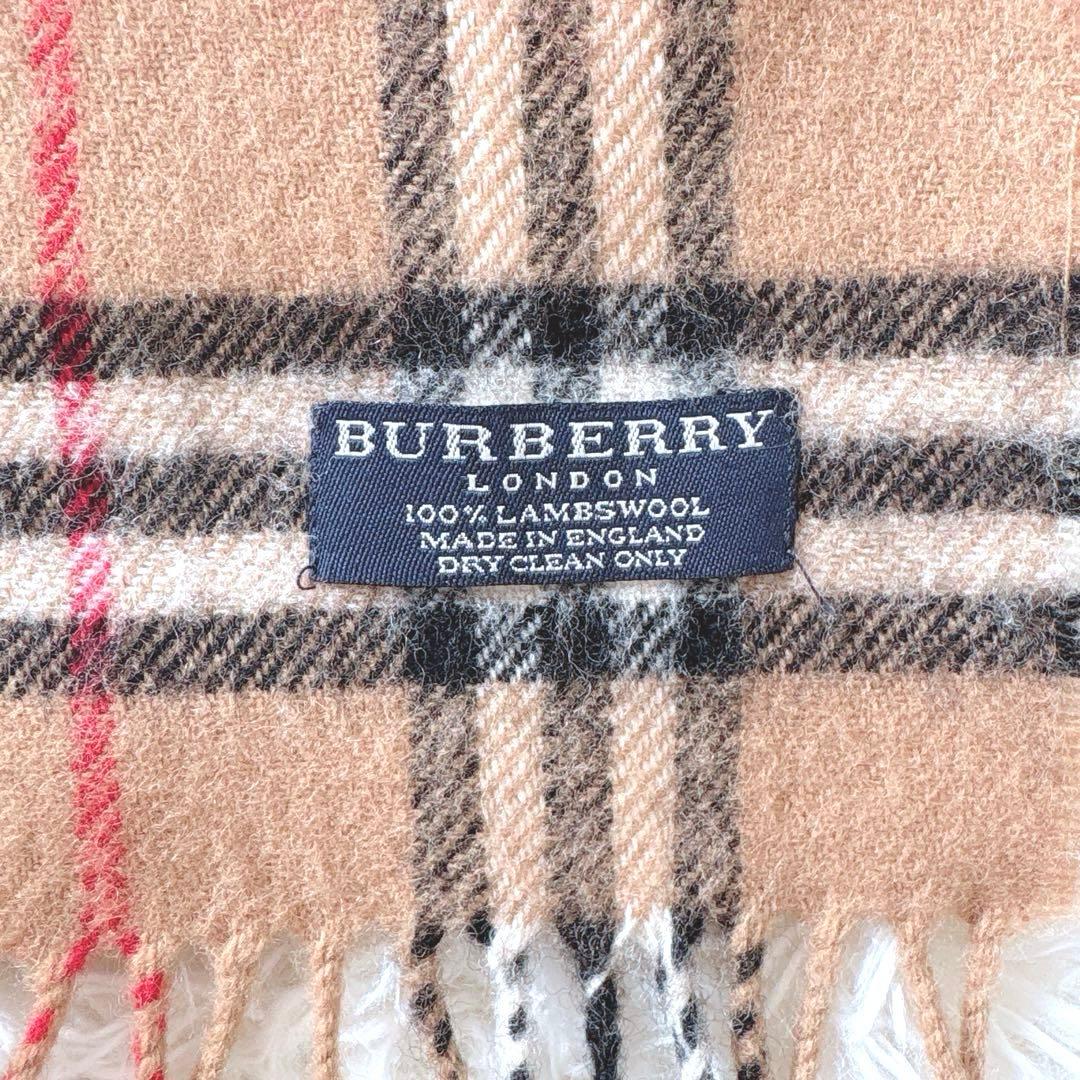 BURBERRY
LONDON
100% LAMBSWOOL
MADE IN ENGLAND
DRY CLEAN ONLY